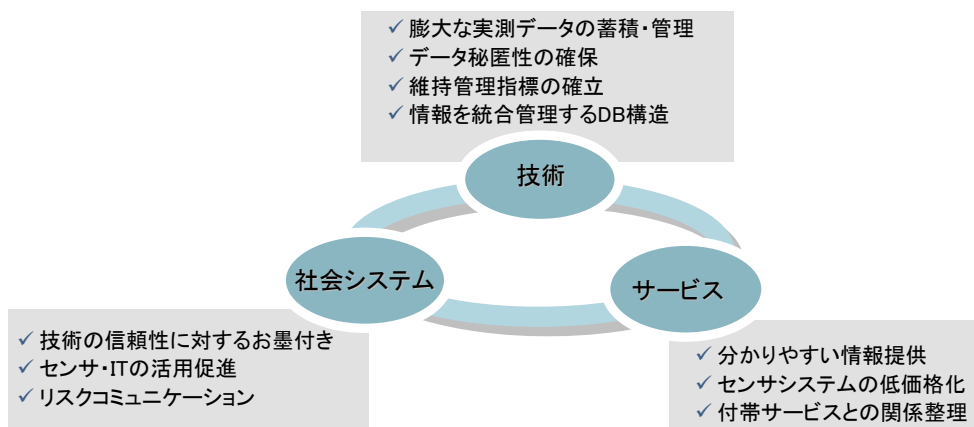 ✓ 膨大な実測データの蓄積・管理
✓ データ秘匿性の確保
✓ 維持管理指標の確立
✓ 情報を統合管理するDB構造
技術
社会システム
サービス
✓ 技術の信頼性に対するお墨付き
✓ センサ・ITの活用促進
✓ リスクコミュニケーション
✓ 分かりやすい情報提供
✓ センサシステムの低価格化
✓ 付帯サービスとの関係整理